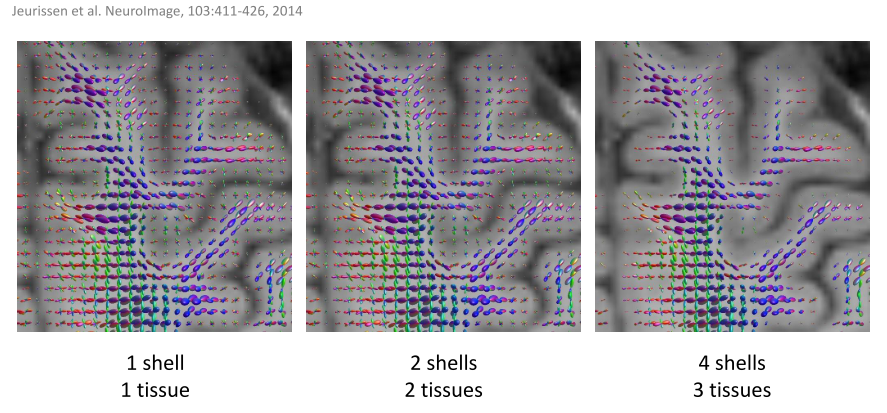 Jeurissen et al. NeuroImage, 103:411-426, 2014
1 shell
1 tissue
2 shells
2 tissues
4 shells
3 tissues